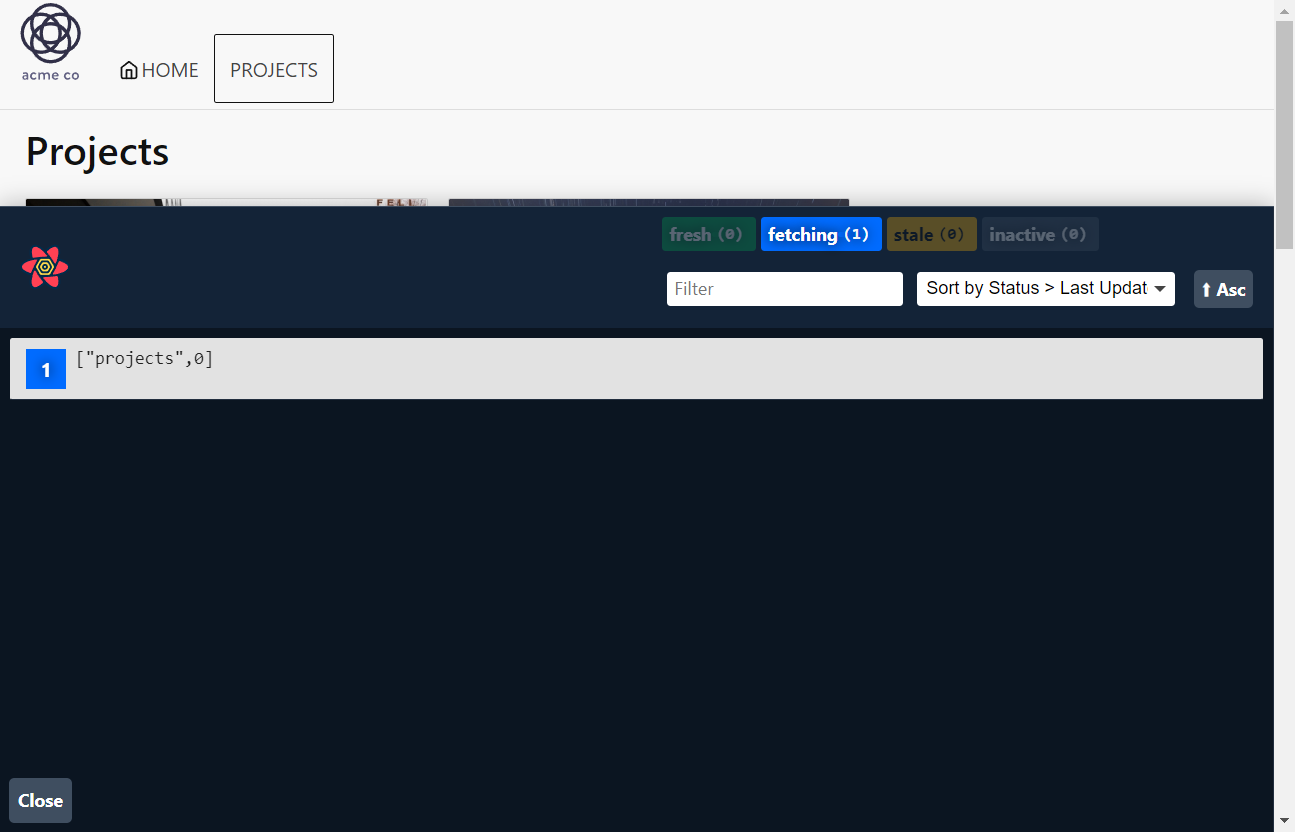 acme co
HOME
PROJECTS
Projects
FELI
fresh (0)
fetching (1)
stale (0)
inactive (0)
Filter
Sort by Status > Last Updat
⬆ Asc
1
["projects",0]
Close